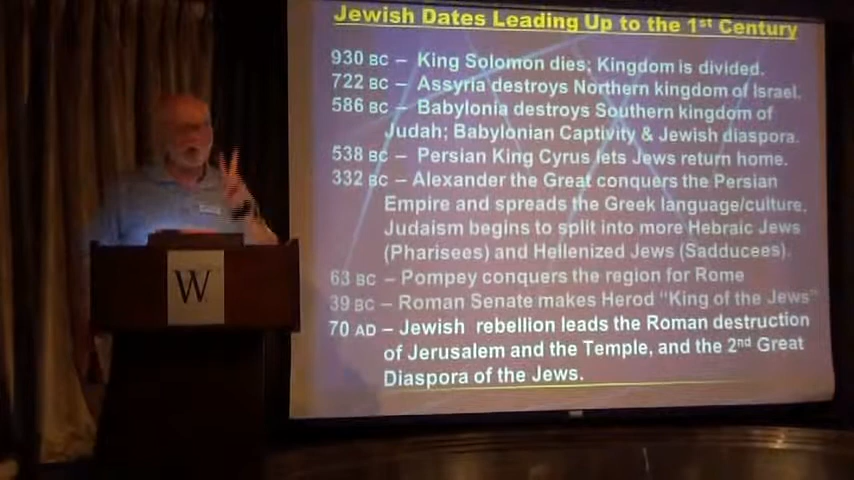 Jewish Dates Leading Up to the 1st Century
930 BC – King Solomon dies; Kingdom is divided.
722 BC – Assyria destroys Northern kingdom of Israel.
586 BC – Babylonia destroys Southern kingdom of
Judah; Babylonian Captivity & Jewish diaspora.
538 BC – Persian King Cyrus lets Jews return home.
332 BC – Alexander the Great conquers the Persian
Empire and spreads the Greek language/culture.
Judaism begins to split into more Hebraic Jews
(Pharisees) and Hellenized Jews (Sadducees).
63 BC – Pompey conquers the region for Rome
39 BC – Roman Senate makes Herod "King of the Jews"
70 AD – Jewish rebellion leads the Roman destruction
of Jerusalem and the Temple, and the 2nd Great
Diaspora of the Jews.
W